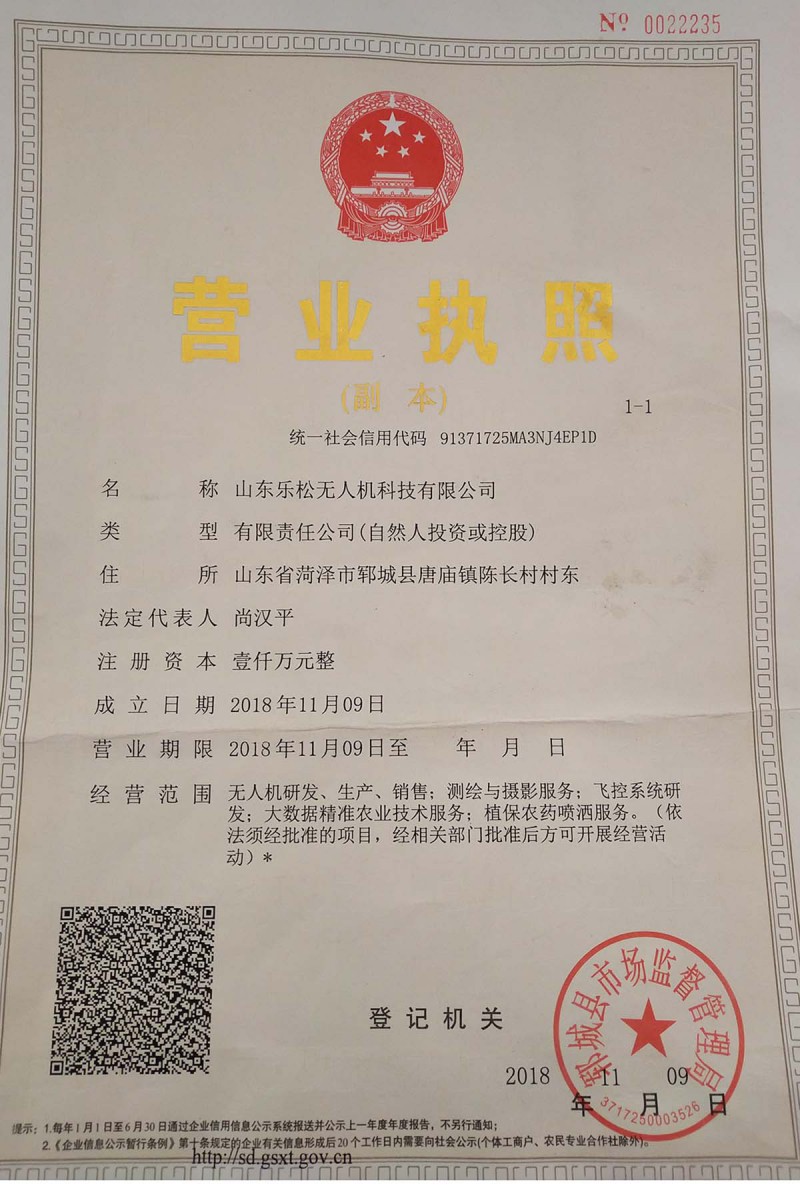 № 0022235
营业执照
(副本)
1-1
统一社会信用代码 91371725MA3NJ4EP1D
名称 山东乐松无人机科技有限公司
类型 有限责任公司(自然人投资或控股)
住所 山东省菏泽市郓城县唐庙镇陈长村村东
法定代表人 尚汉平
注册资本 壹仟万元整
成立日期 2018年11月09日
营业期限 2018年11月09日至 年 月 日
经营范围 无人机研发、生产、销售；测绘与摄影服务；飞控系统研
发；大数据精准农业技术服务；植保农药喷洒服务。（依
法须经批准的项目，经相关部门批准后方可开展经营活
动）*
郓城县市场监督管理局
登记机关
2018年11月09日
3717250003526
提示：1.每年1月1日至6月30日通过企业信用信息公示系统报送并公示上一年度年度报告，不另行通知；
2.《企业信息公示暂行条例》第十条规定的企业有关信息形成后20个工作日内需要向社会公示(个体工商户、农民专业合作社除外)。
http://sd.gsxt.gov.cn